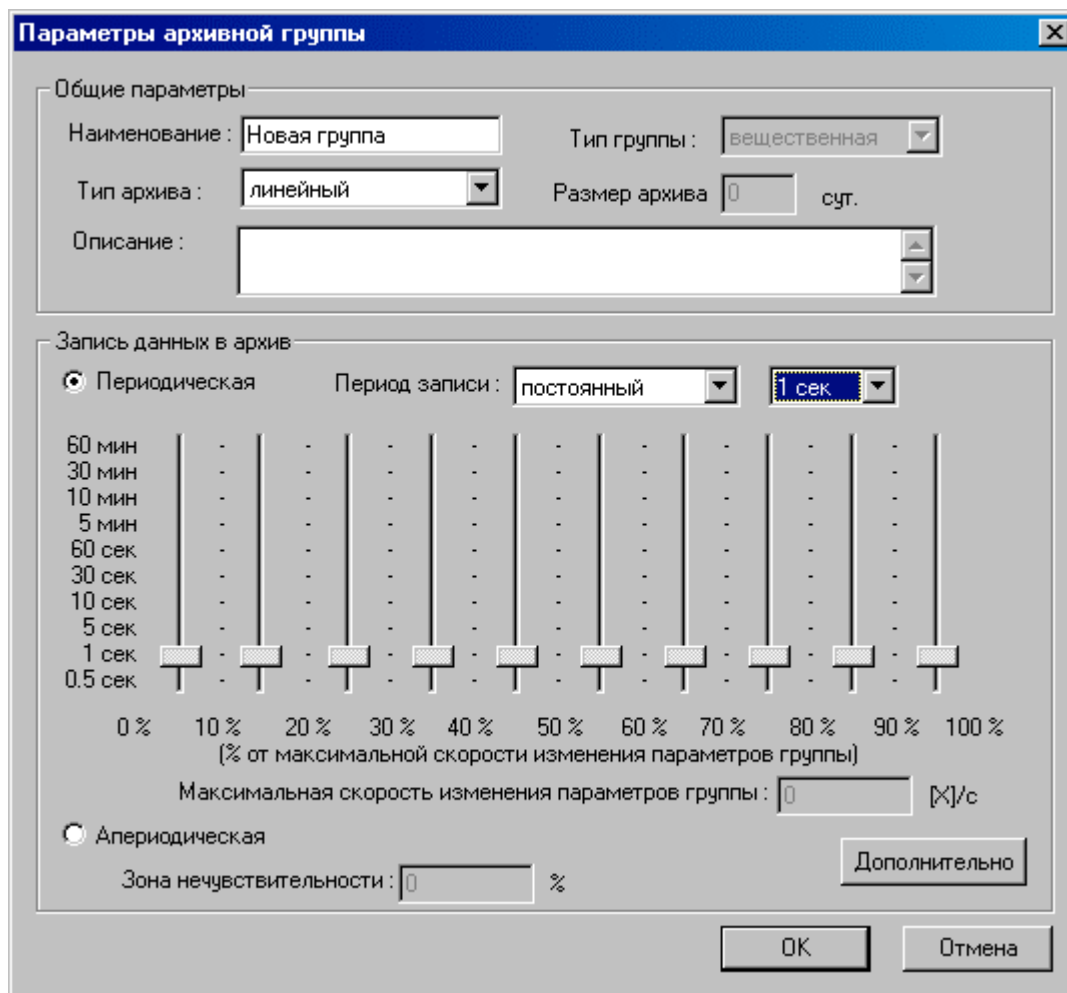 Параметры архивной группы
Общие параметры
Наименование : Новая группа Тип группы : вещественная
Тип архива : линейный Размер архива 0 сут.
Описание :
Запись данных в архив
Периодическая Период записи : постоянный 1 сек
60 мин
30 мин
10 мин
5 мин
60 сек
30 сек
10 сек
5 сек
1 сек
0.5 сек
0 % 10 % 20 % 30 % 40 % 50 % 60 % 70 % 80 % 90 % 100 %
(% от максимальной скорости изменения параметров группы)
Максимальная скорость изменения параметров группы : 0 [X]/с
Апериодическая
Зона нечувствительности : 0 %
Дополнительно
OK Отмена